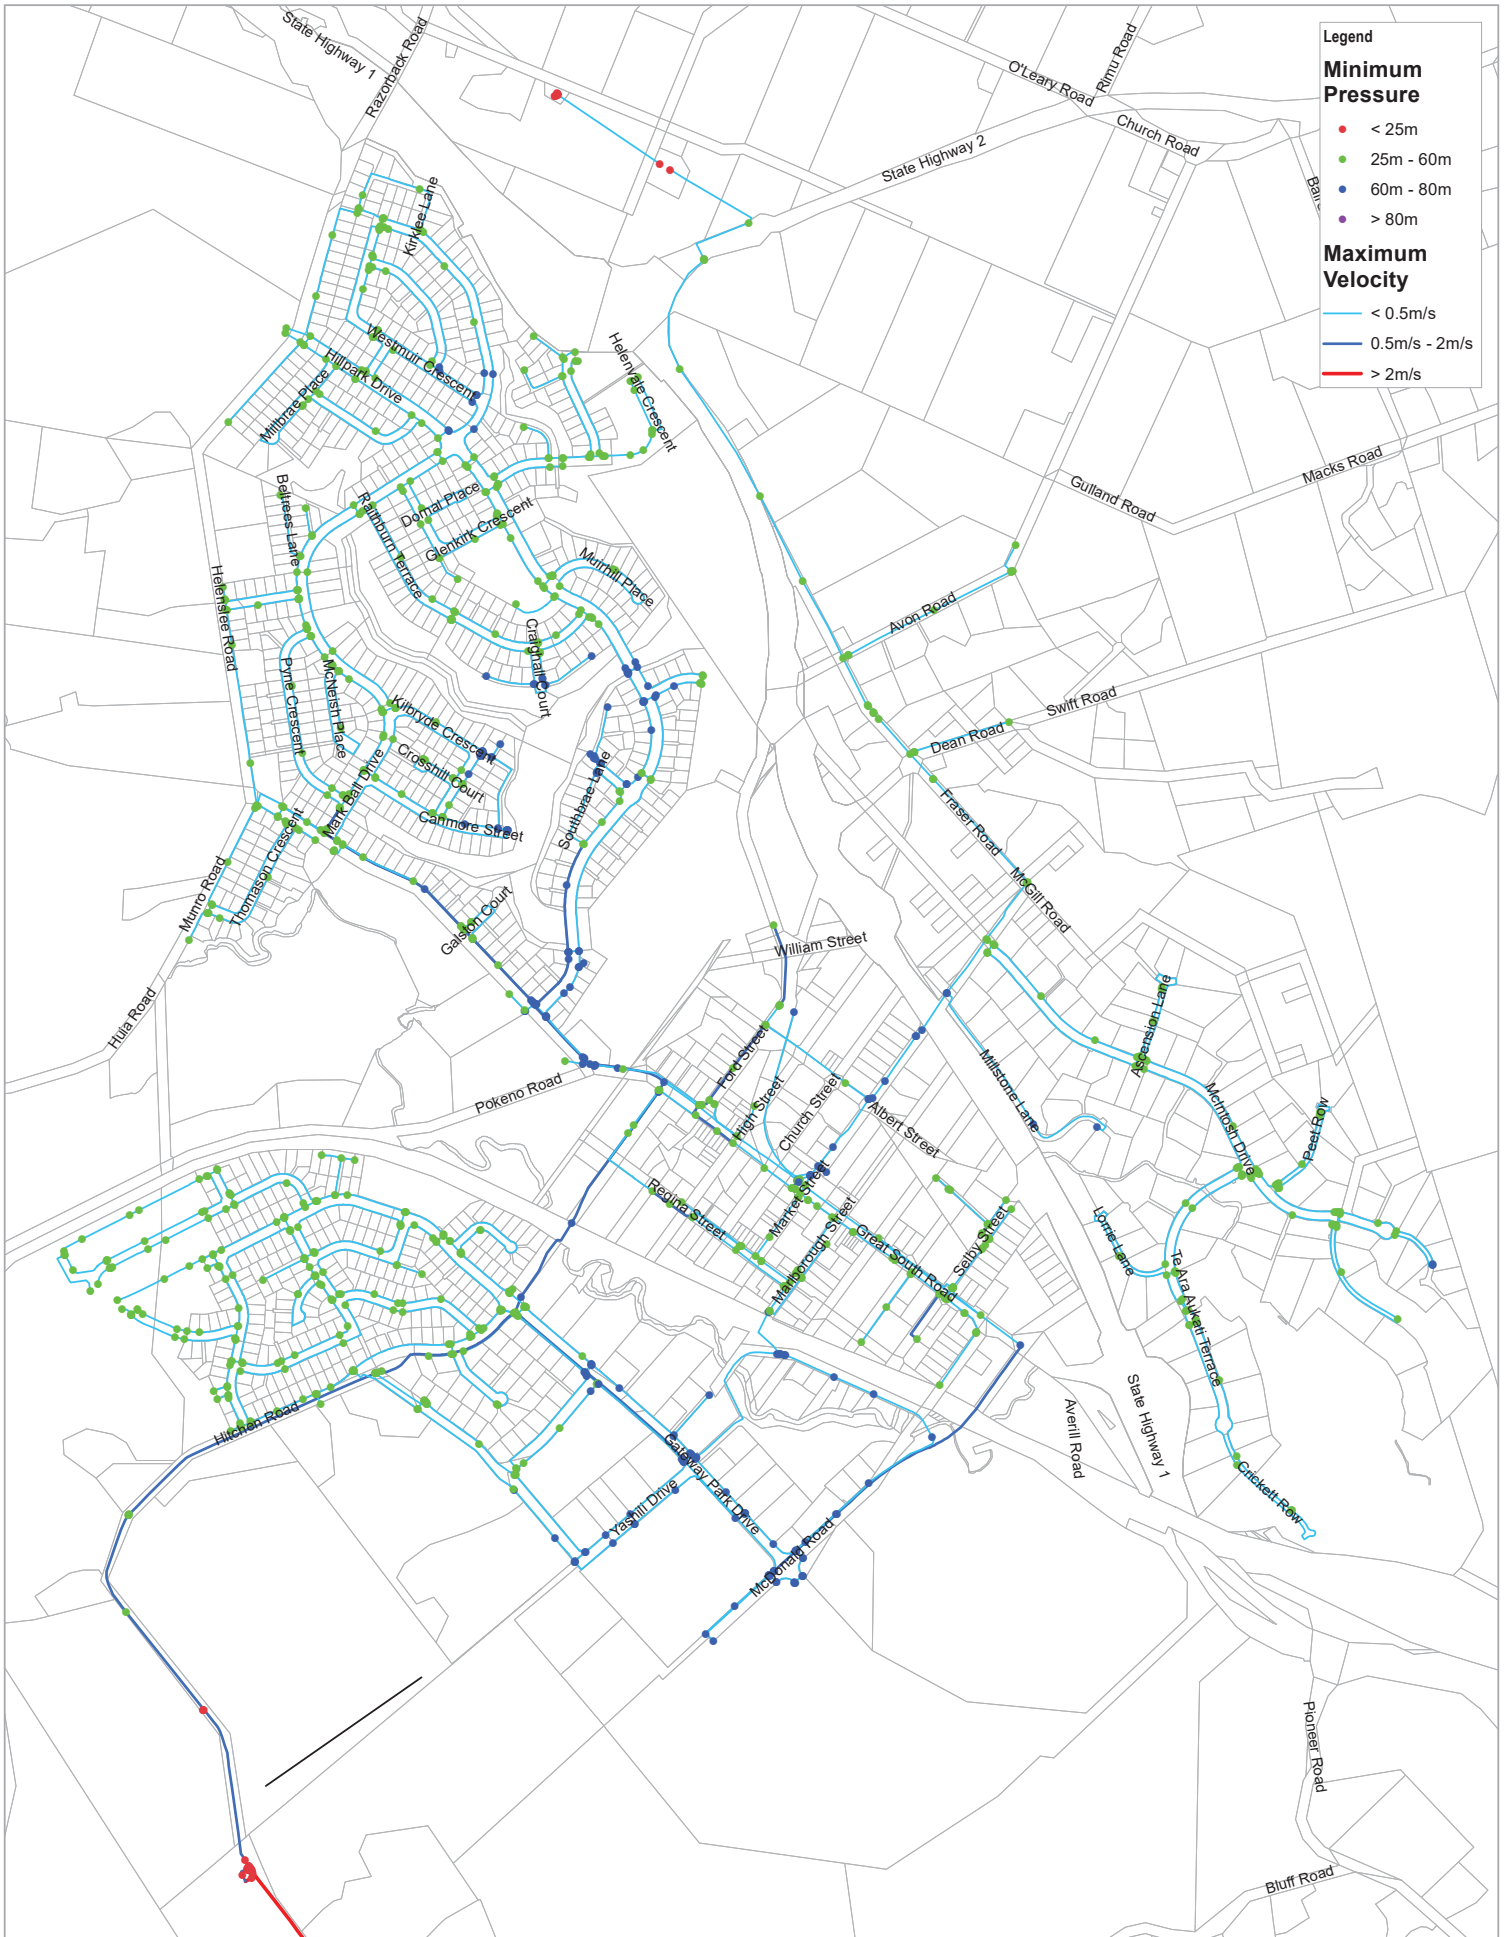 Legend
Minimum
Pressure
< 25m
25m - 60m
60m - 80m
> 80m
Maximum
Velocity
< 0.5m/s
0.5m/s - 2m/s
> 2m/s
State Highway 1
Razorback Road
O'Leary Road
Rimu Road
Church Road
State Highway 2
Kirklee Lane
Westmuir Crescent
Hillpark Drive
Millbrae Place
Helenvale Crescent
Macks Road
Gulland Road
Beltrees Lane
Raithburn Terrace
Dornal Place
Glenkirk Crescent
Muirhill Place
Helenslee Road
Avon Road
Craighall Court
Pyne Crescent
McNeish Place
Kilbryde Crescent
Swift Road
Dean Road
Crosshill Court
Mark Ball Drive
Canmore Street
Southbrae Lane
Fraser Road
Thomason Crescent
Munro Road
McGill Road
Galston Court
William Street
Huia Road
Ascension Lane
Pokeno Road
Ford Street
High Street
Church Street
Albert Street
Millstone Lane
McIntosh Drive
Peet Row
Regina Street
Market Street
Marlborough Street
Great South Road
Selby Street
Lorrie Lane
Te Ara Aukati Terrace
Hitchen Road
State Highway 1
Averill Road
Gateway Park Drive
Yashili Drive
McDonald Road
Crickett Row
Pioneer Road
Bluff Road